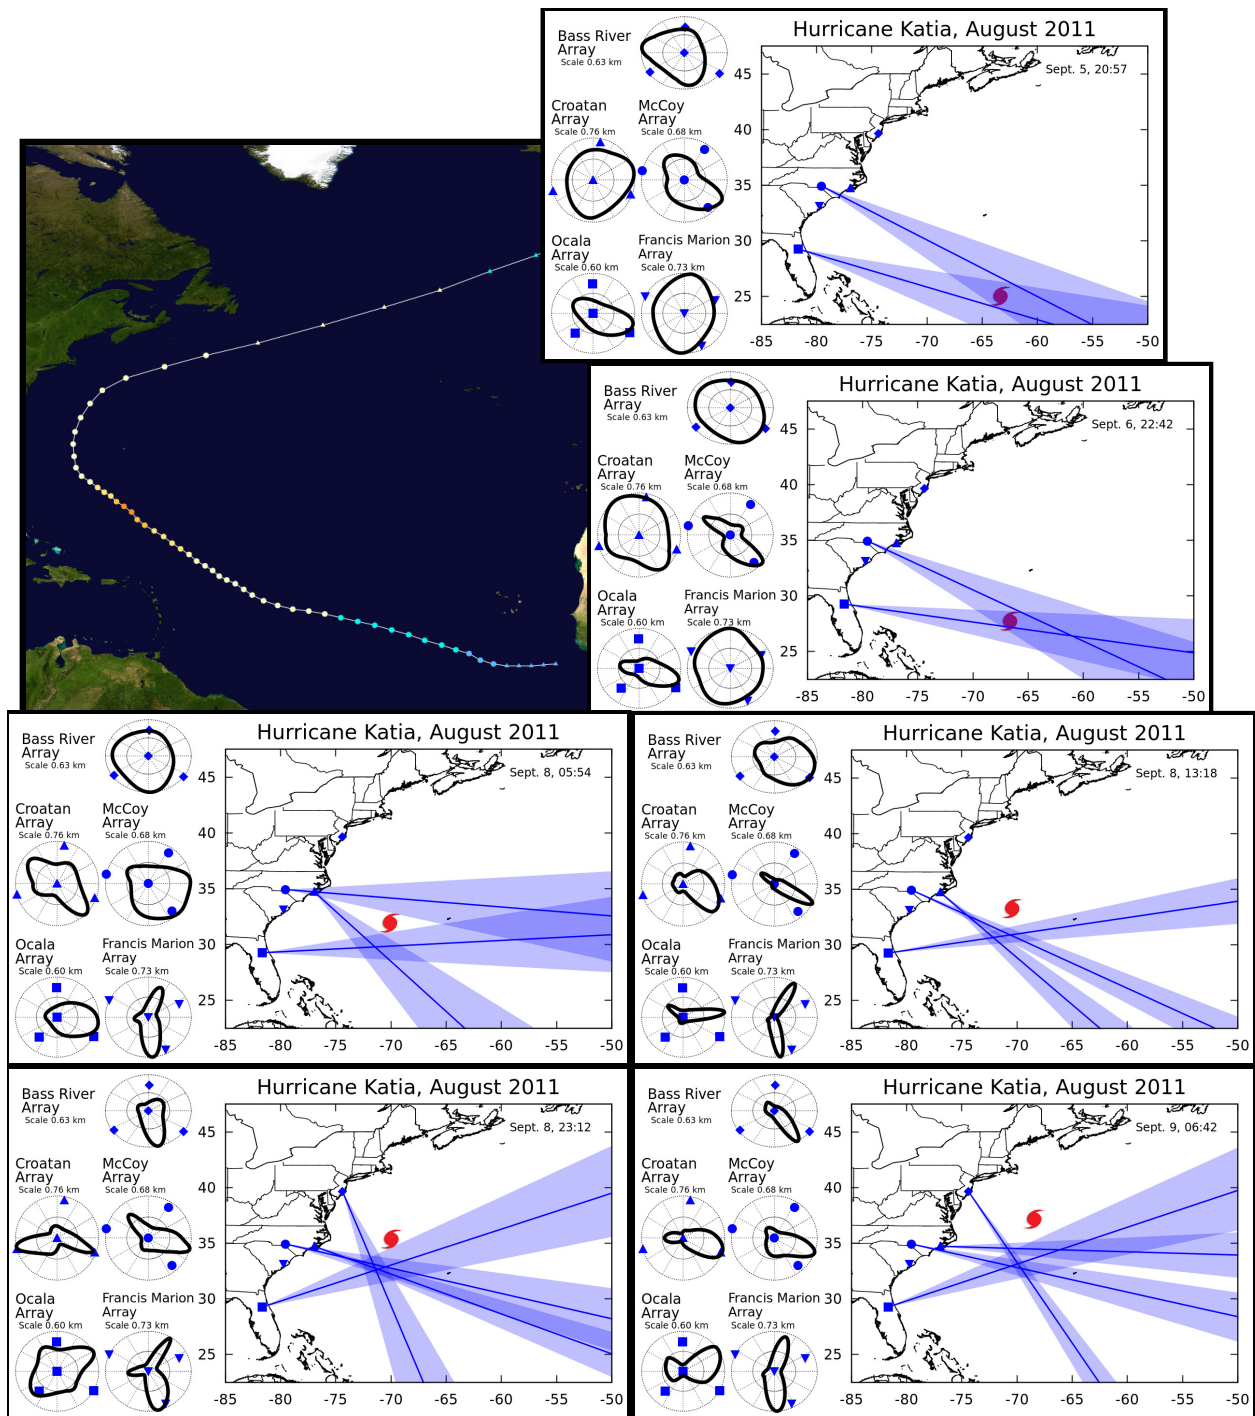 Hurricane Katia, August 2011
Bass River
Array
Scale 0.63 km
Sept. 5, 20:57
Croatan
Array
Scale 0.76 km
McCoy
Array
Scale 0.68 km
Ocala
Array
Scale 0.60 km
Francis Marion
Array
Scale 0.73 km
45
40
35
30
25
-85 -80 -75 -70 -65 -60 -55 -50
Hurricane Katia, August 2011
Bass River
Array
Scale 0.63 km
Sept. 6, 22:42
Croatan
Array
Scale 0.76 km
McCoy
Array
Scale 0.68 km
Ocala
Array
Scale 0.60 km
Francis Marion
Array
Scale 0.73 km
45
40
35
30
25
-85 -80 -75 -70 -65 -60 -55 -50
Hurricane Katia, August 2011
Bass River
Array
Scale 0.63 km
Sept. 8, 05:54
Croatan
Array
Scale 0.76 km
McCoy
Array
Scale 0.68 km
Ocala
Array
Scale 0.60 km
Francis Marion
Array
Scale 0.73 km
45
40
35
30
25
-85 -80 -75 -70 -65 -60 -55 -50
Hurricane Katia, August 2011
Bass River
Array
Scale 0.63 km
Sept. 8, 13:18
Croatan
Array
Scale 0.76 km
McCoy
Array
Scale 0.68 km
Ocala
Array
Scale 0.60 km
Francis Marion
Array
Scale 0.73 km
45
40
35
30
25
-85 -80 -75 -70 -65 -60 -55 -50
Hurricane Katia, August 2011
Bass River
Array
Scale 0.63 km
Sept. 8, 23:12
Croatan
Array
Scale 0.76 km
McCoy
Array
Scale 0.68 km
Ocala
Array
Scale 0.60 km
Francis Marion
Array
Scale 0.73 km
45
40
35
30
25
-85 -80 -75 -70 -65 -60 -55 -50
Hurricane Katia, August 2011
Bass River
Array
Scale 0.63 km
Sept. 9, 06:42
Croatan
Array
Scale 0.76 km
McCoy
Array
Scale 0.68 km
Ocala
Array
Scale 0.60 km
Francis Marion
Array
Scale 0.73 km
45
40
35
30
25
-85 -80 -75 -70 -65 -60 -55 -50